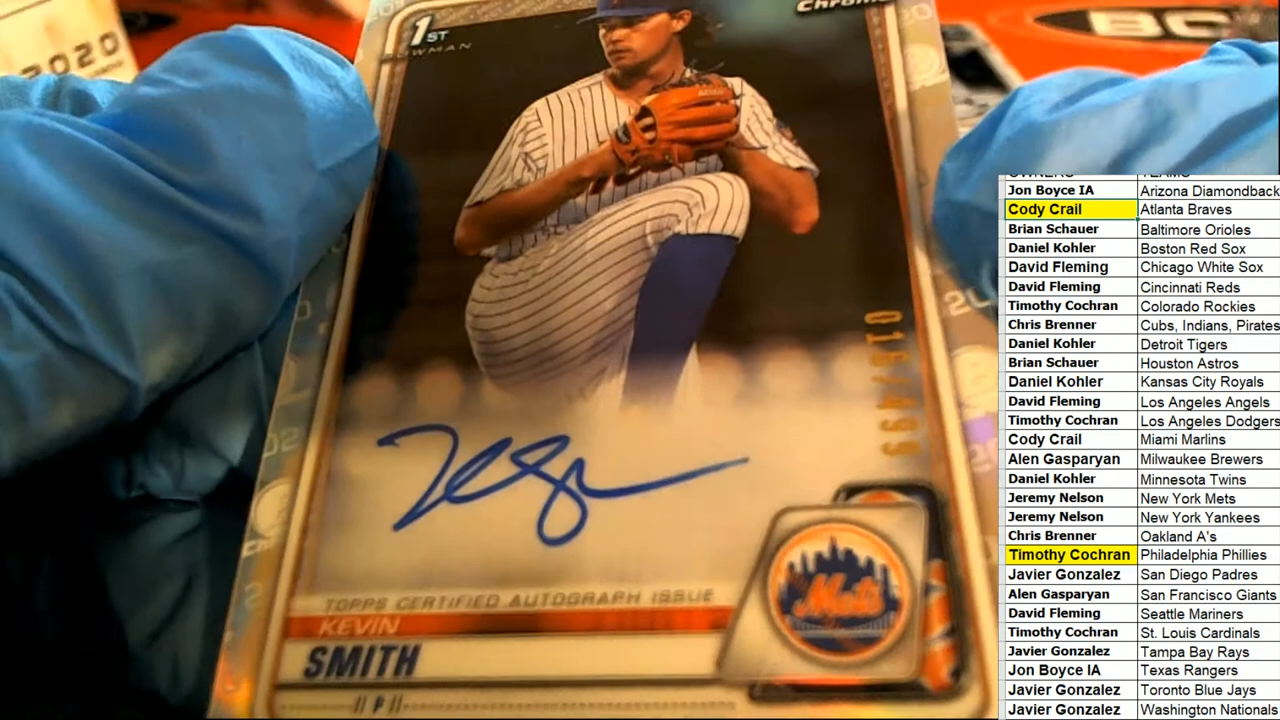 Chrome
1ST
BOWMAN
2020
BO
016/499
TOPPS CERTIFIED AUTOGRAPH ISSUE
KEVIN
SMITH
P
Mets
OWNERS TEAMS
Jon Boyce IA Arizona Diamondback
Cody Crail Atlanta Braves
Brian Schauer Baltimore Orioles
Daniel Kohler Boston Red Sox
David Fleming Chicago White Sox
David Fleming Cincinnati Reds
Timothy Cochran Colorado Rockies
Chris Brenner Cubs, Indians, Pirates
Daniel Kohler Detroit Tigers
Brian Schauer Houston Astros
Daniel Kohler Kansas City Royals
David Fleming Los Angeles Angels
Timothy Cochran Los Angeles Dodgers
Cody Crail Miami Marlins
Alen Gasparyan Milwaukee Brewers
Daniel Kohler Minnesota Twins
Jeremy Nelson New York Mets
Jeremy Nelson New York Yankees
Chris Brenner Oakland A's
Timothy Cochran Philadelphia Phillies
Javier Gonzalez San Diego Padres
Alen Gasparyan San Francisco Giants
David Fleming Seattle Mariners
Timothy Cochran St. Louis Cardinals
Javier Gonzalez Tampa Bay Rays
Jon Boyce IA Texas Rangers
Javier Gonzalez Toronto Blue Jays
Javier Gonzalez Washington Nationals